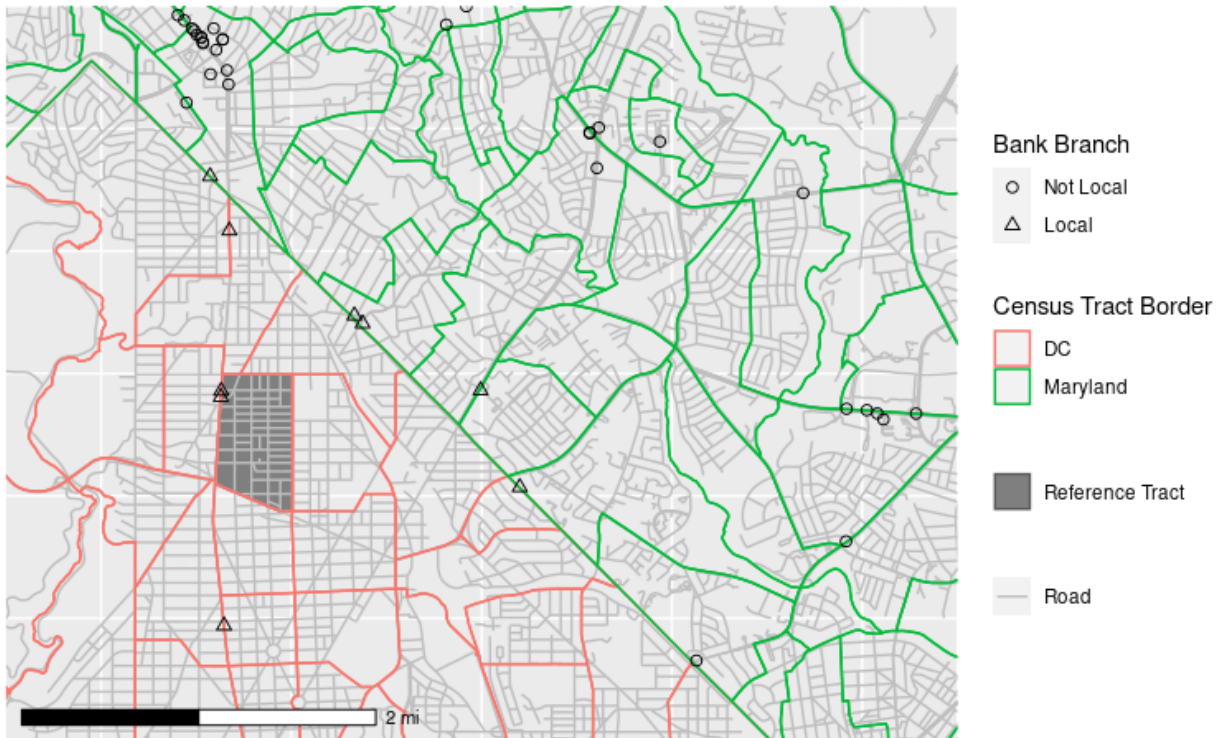 Bank Branch
Not Local
Local
Census Tract Border
DC
Maryland
Reference Tract
Road
2 mi